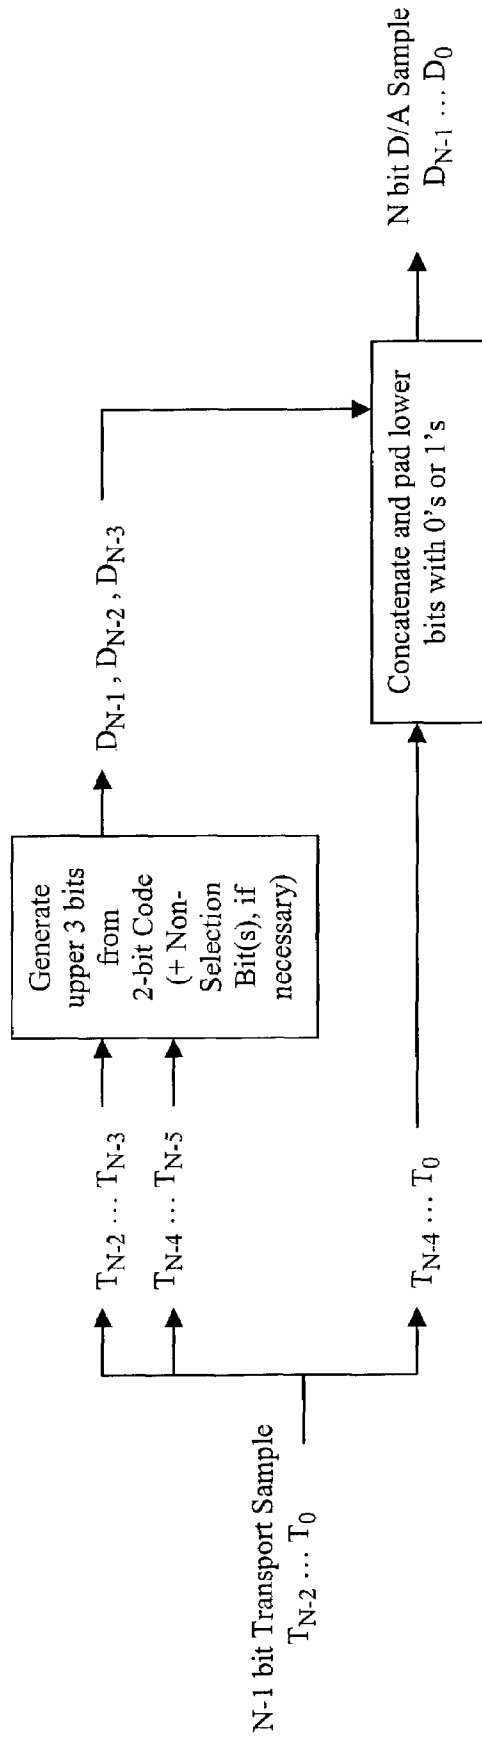 N-1 bit Transport Sample
T_{N-2} ... T_0
T_{N-2} ... T_{N-3}
T_{N-4} ... T_{N-5}
T_{N-4} ... T_0
Generate
upper 3 bits
from
2-bit Code
(+ Non-
Selection
Bit(s), if
necessary)
D_{N-1} , D_{N-2} , D_{N-3}
Concatenate and pad lower
bits with 0's or 1's
N bit D/A Sample
D_{N-1} ... D_0